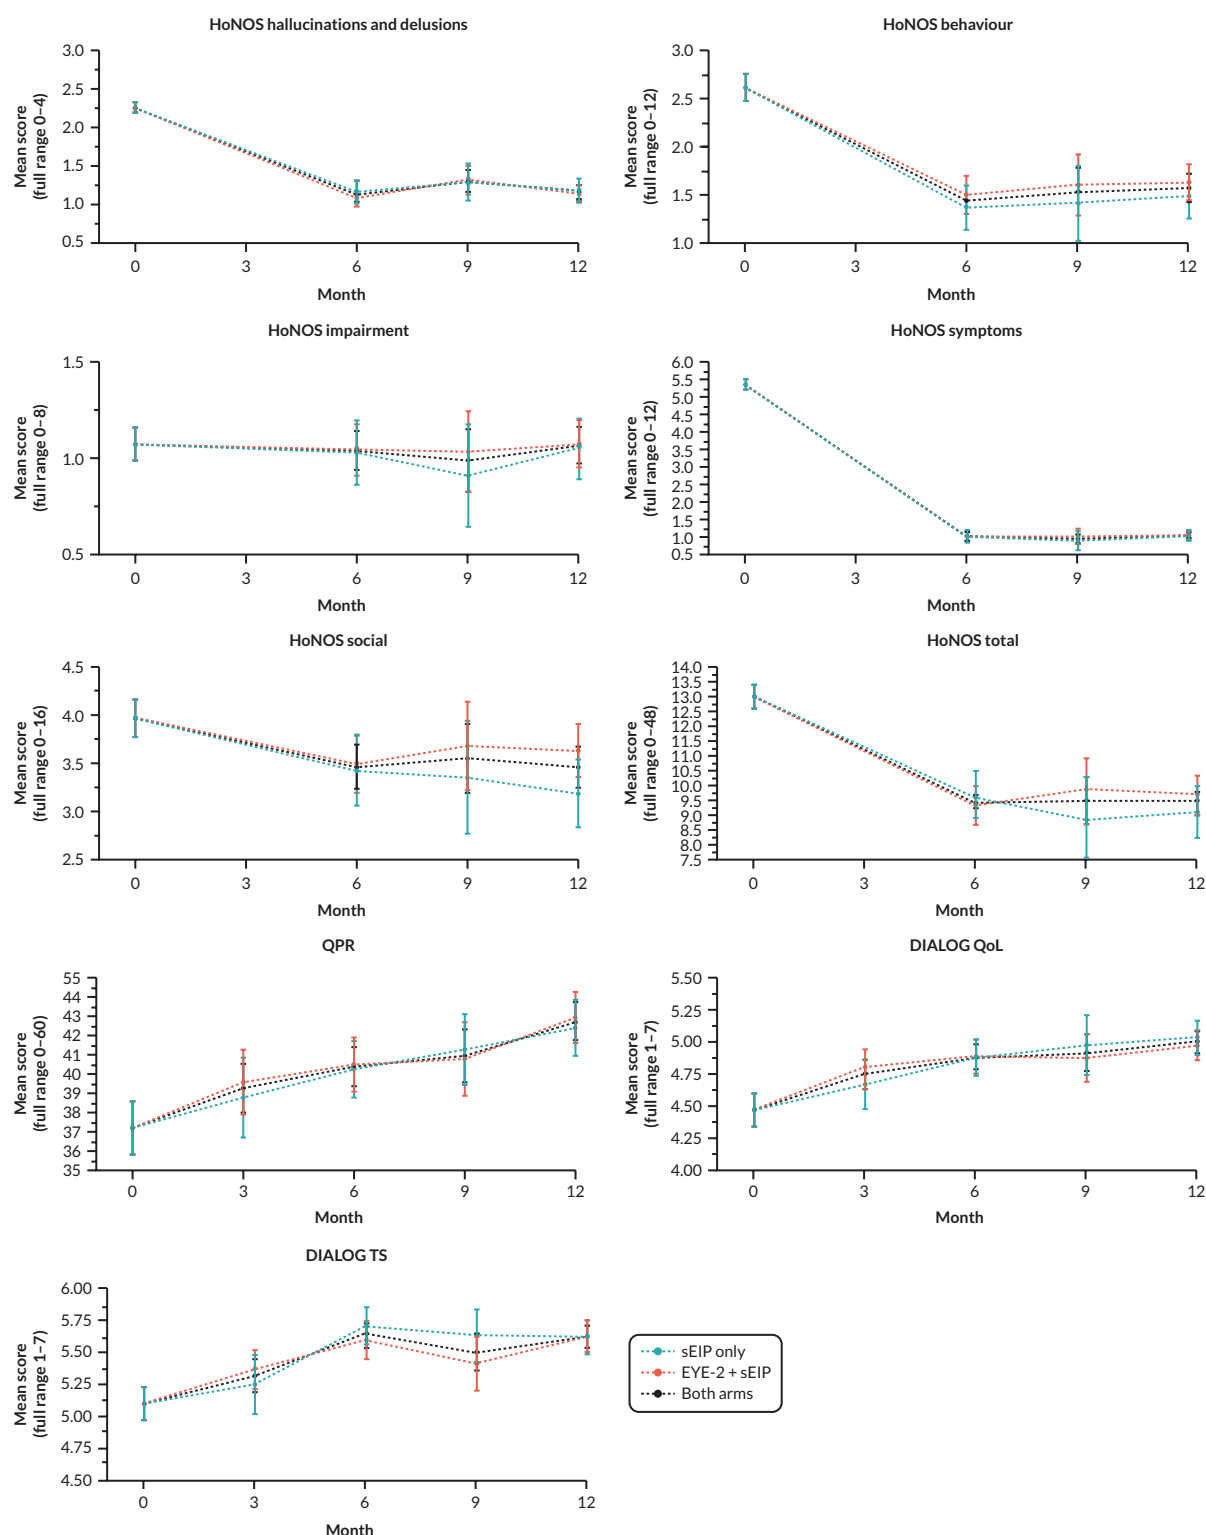 HoNOS hallucinations and delusions
Mean score
(full range 0–4)
3.0
2.5
2.0
1.5
1.0
0.5
0 3 6 9 12
Month
HoNOS behaviour
Mean score
(full range 0–12)
3.0
2.5
2.0
1.5
1.0
0 3 6 9 12
Month
HoNOS impairment
Mean score
(full range 0–8)
1.5
1.0
0.5
0 3 6 9 12
Month
HoNOS symptoms
Mean score
(full range 0–12)
6.0
5.5
5.0
4.5
4.0
3.5
3.0
2.5
2.0
1.5
1.0
0.5
0 3 6 9 12
Month
HoNOS social
Mean score
(full range 0–16)
4.5
4.0
3.5
3.0
2.5
0 3 6 9 12
Month
HoNOS total
Mean score
(full range 0–48)
14.0
13.5
13.0
12.5
12.0
11.5
11.0
10.5
10.0
9.5
9.0
8.5
8.0
7.5
0 3 6 9 12
Month
QPR
Mean score
(full range 0–60)
55
44
43
42
41
40
39
38
37
36
35
0 3 6 9 12
Month
DIALOG QoL
Mean score
(full range 1–7)
5.50
5.25
5.00
4.75
4.50
4.25
4.00
0 3 6 9 12
Month
DIALOG TS
Mean score
(full range 1–7)
6.00
5.75
5.50
5.25
5.00
4.75
4.50
0 3 6 9 12
Month
sEIP only
EYE-2 + sEIP
Both arms